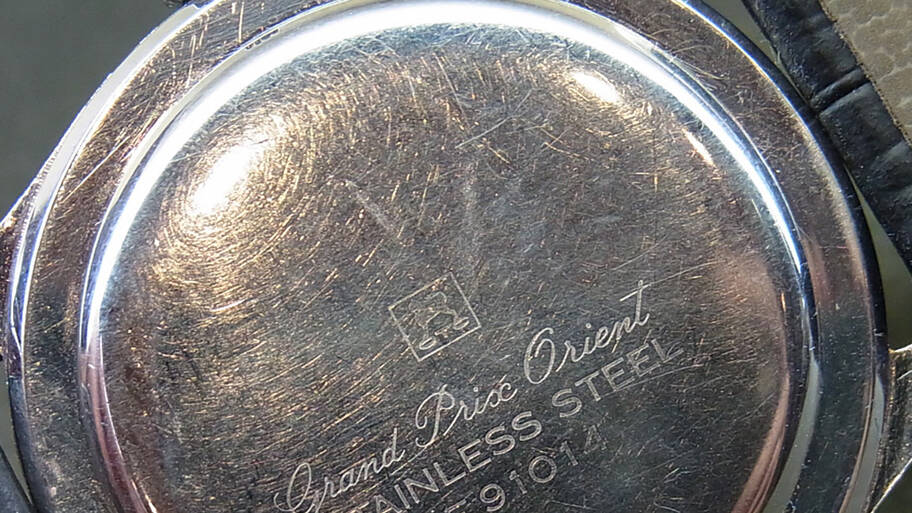 Grand Prix Orient
TAINLESS STEEL
91014